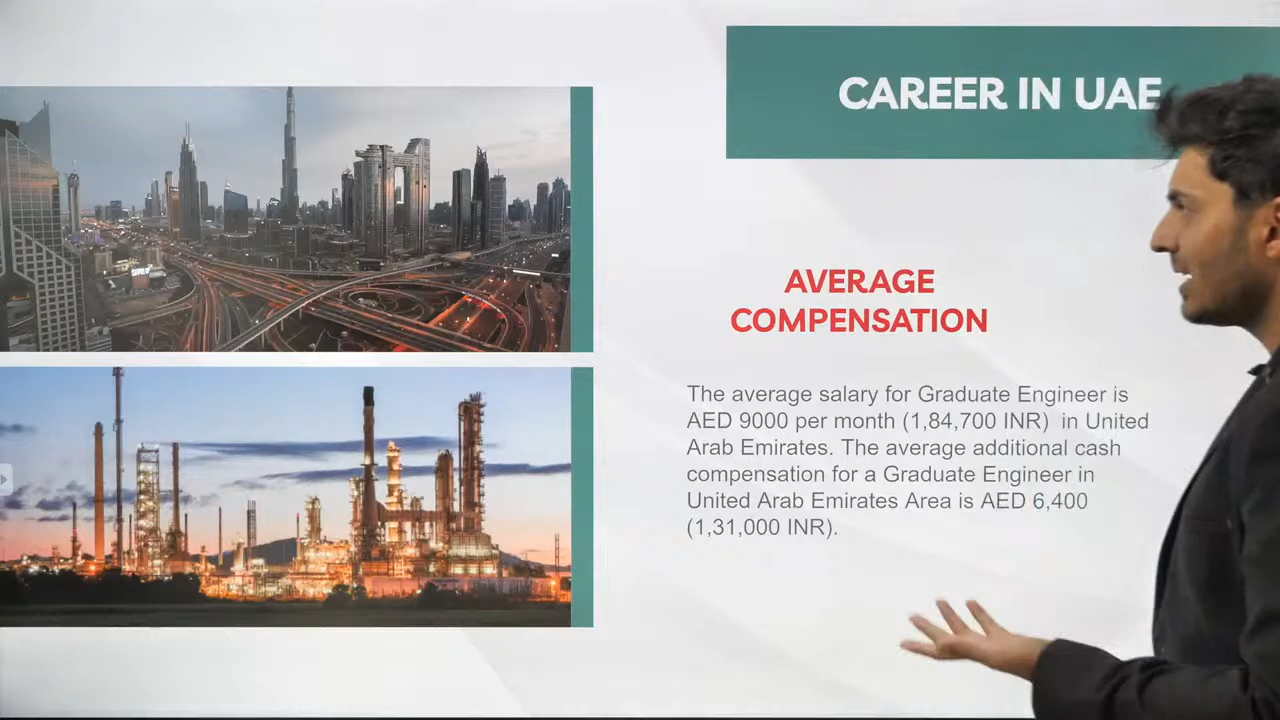 CAREER IN UAE
AVERAGE
COMPENSATION
The average salary for Graduate Engineer is
AED 9000 per month (1,84,700 INR)  in United
Arab Emirates. The average additional cash
compensation for a Graduate Engineer in
United Arab Emirates Area is AED 6,400
(1,31,000 INR).